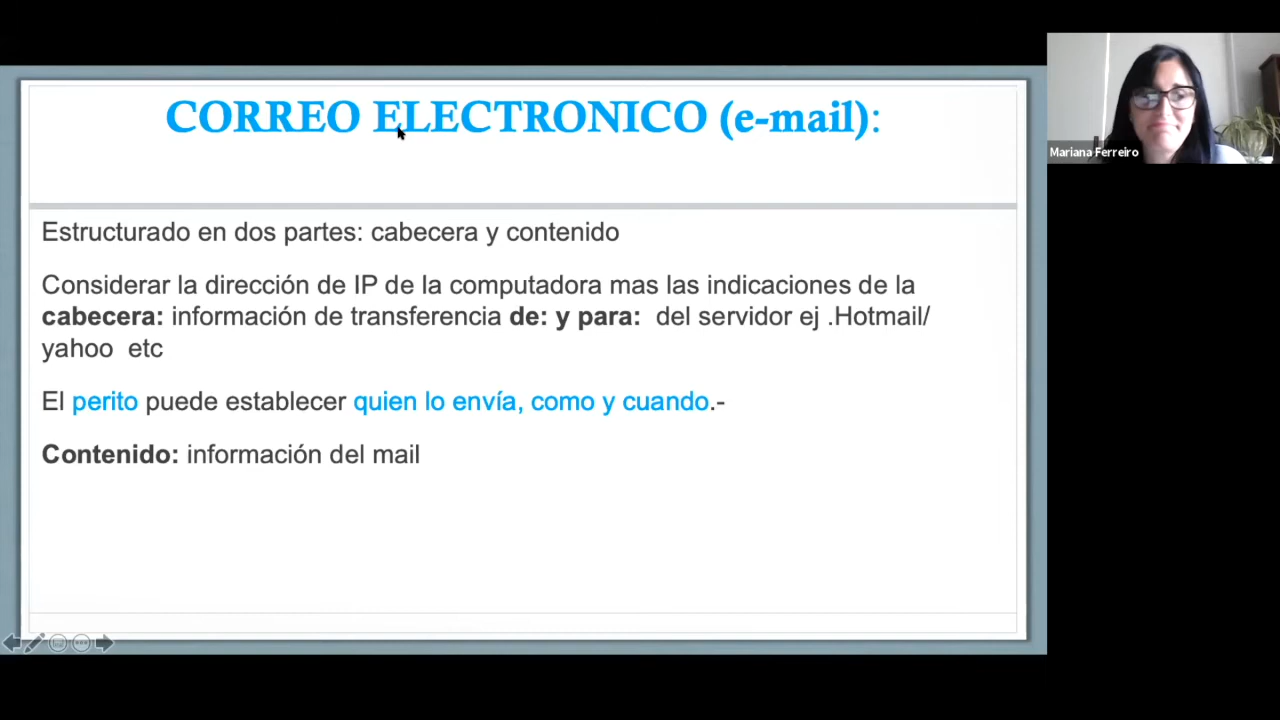 CORREO ELECTRONICO (e-mail):
Estructurado en dos partes: cabecera y contenido
Considerar la dirección de IP de la computadora mas las indicaciones de la
cabecera: información de transferencia de: y para:  del servidor ej .Hotmail/
yahoo  etc
El perito puede establecer quien lo envía, como y cuando.-
Contenido: información del mail
Mariana Ferreiro